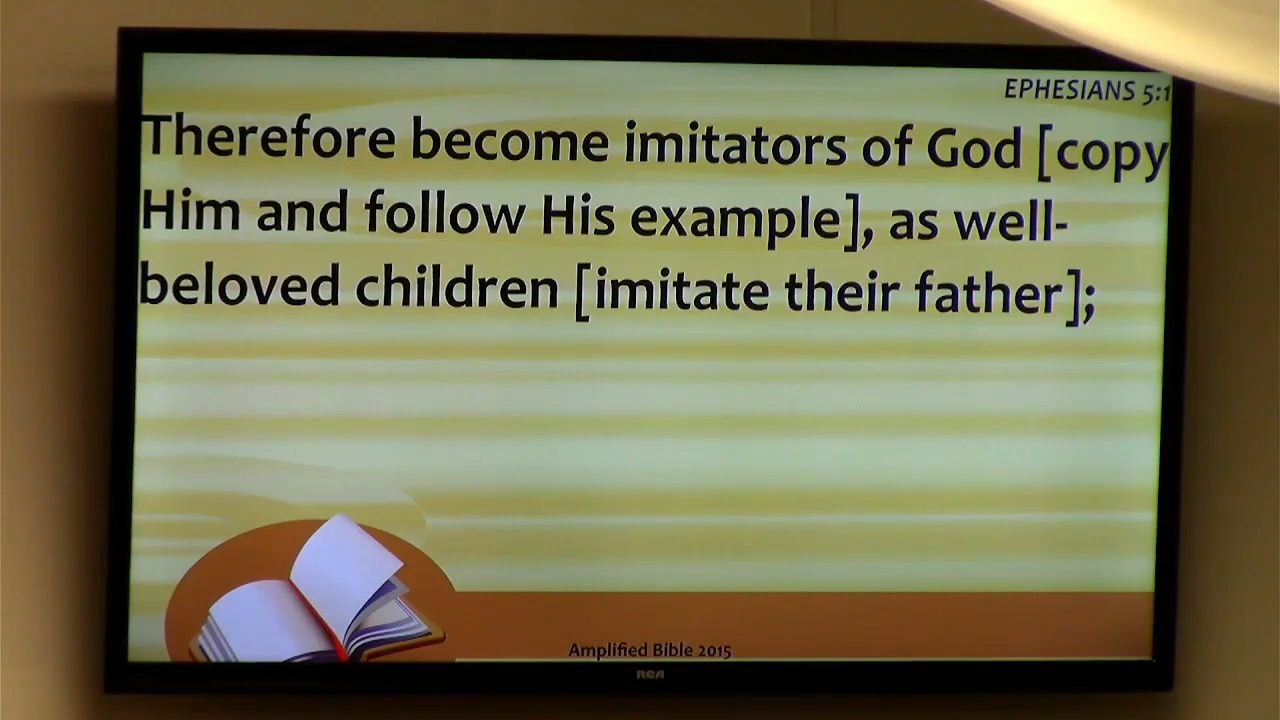 EPHESIANS 5:1
Therefore become imitators of God [copy
Him and follow His example], as well-
beloved children [imitate their father];
Amplified Bible 2015
RCA